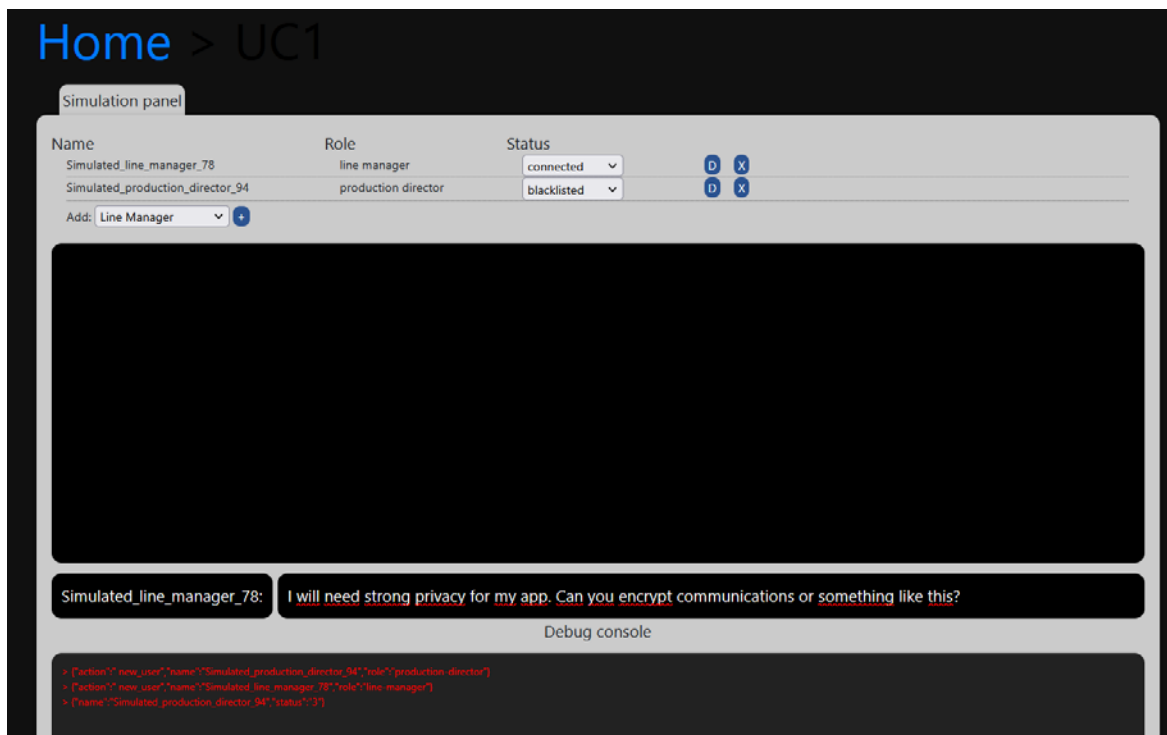 Home > UC1
Simulation panel
Name Role Status
Simulated_line_manager_78 line manager connected D X
Simulated_production_director_94 production director blacklisted D X
Add: Line Manager +
Simulated_line_manager_78: I will need strong privacy for my app. Can you encrypt communications or something like this?
Debug console
> {"action":" new_user","name":"Simulated_production_director_94","role":"production-director"}
> {"action":" new_user","name":"Simulated_line_manager_78","role":"line-manager"}
> {"name":"Simulated_production_director_94","status":"3"}